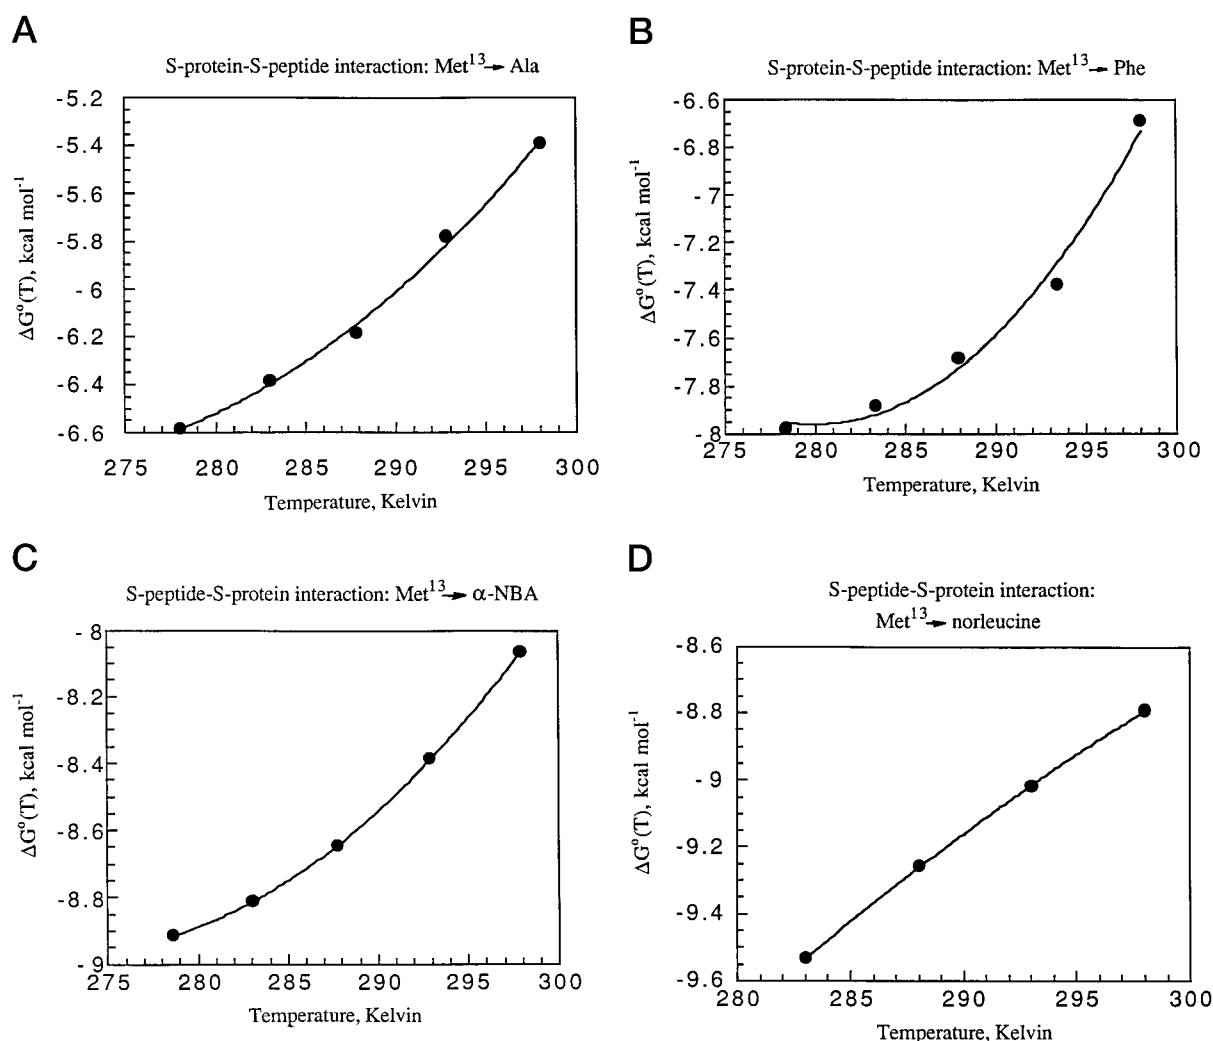 A
S-protein-S-peptide interaction: Met13→ Ala
-5.2
-5.4
-5.6
-5.8
-6
-6.2
-6.4
-6.6
ΔGo(T), kcal mol-1
275 280 285 290 295 300
Temperature, Kelvin
B
S-protein-S-peptide interaction: Met13→ Phe
-6.6
-6.8
-7
-7.2
-7.4
-7.6
-7.8
-8
ΔGo(T), kcal mol-1
275 280 285 290 295 300
Temperature, Kelvin
C
S-peptide-S-protein interaction: Met13→ α-NBA
-8
-8.2
-8.4
-8.6
-8.8
-9
ΔGo(T), kcal mol-1
275 280 285 290 295 300
Temperature, Kelvin
D
S-peptide-S-protein interaction:
Met13→ norleucine
-8.6
-8.8
-9
-9.2
-9.4
-9.6
ΔGo(T), kcal mol-1
280 285 290 295 300
Temperature, Kelvin